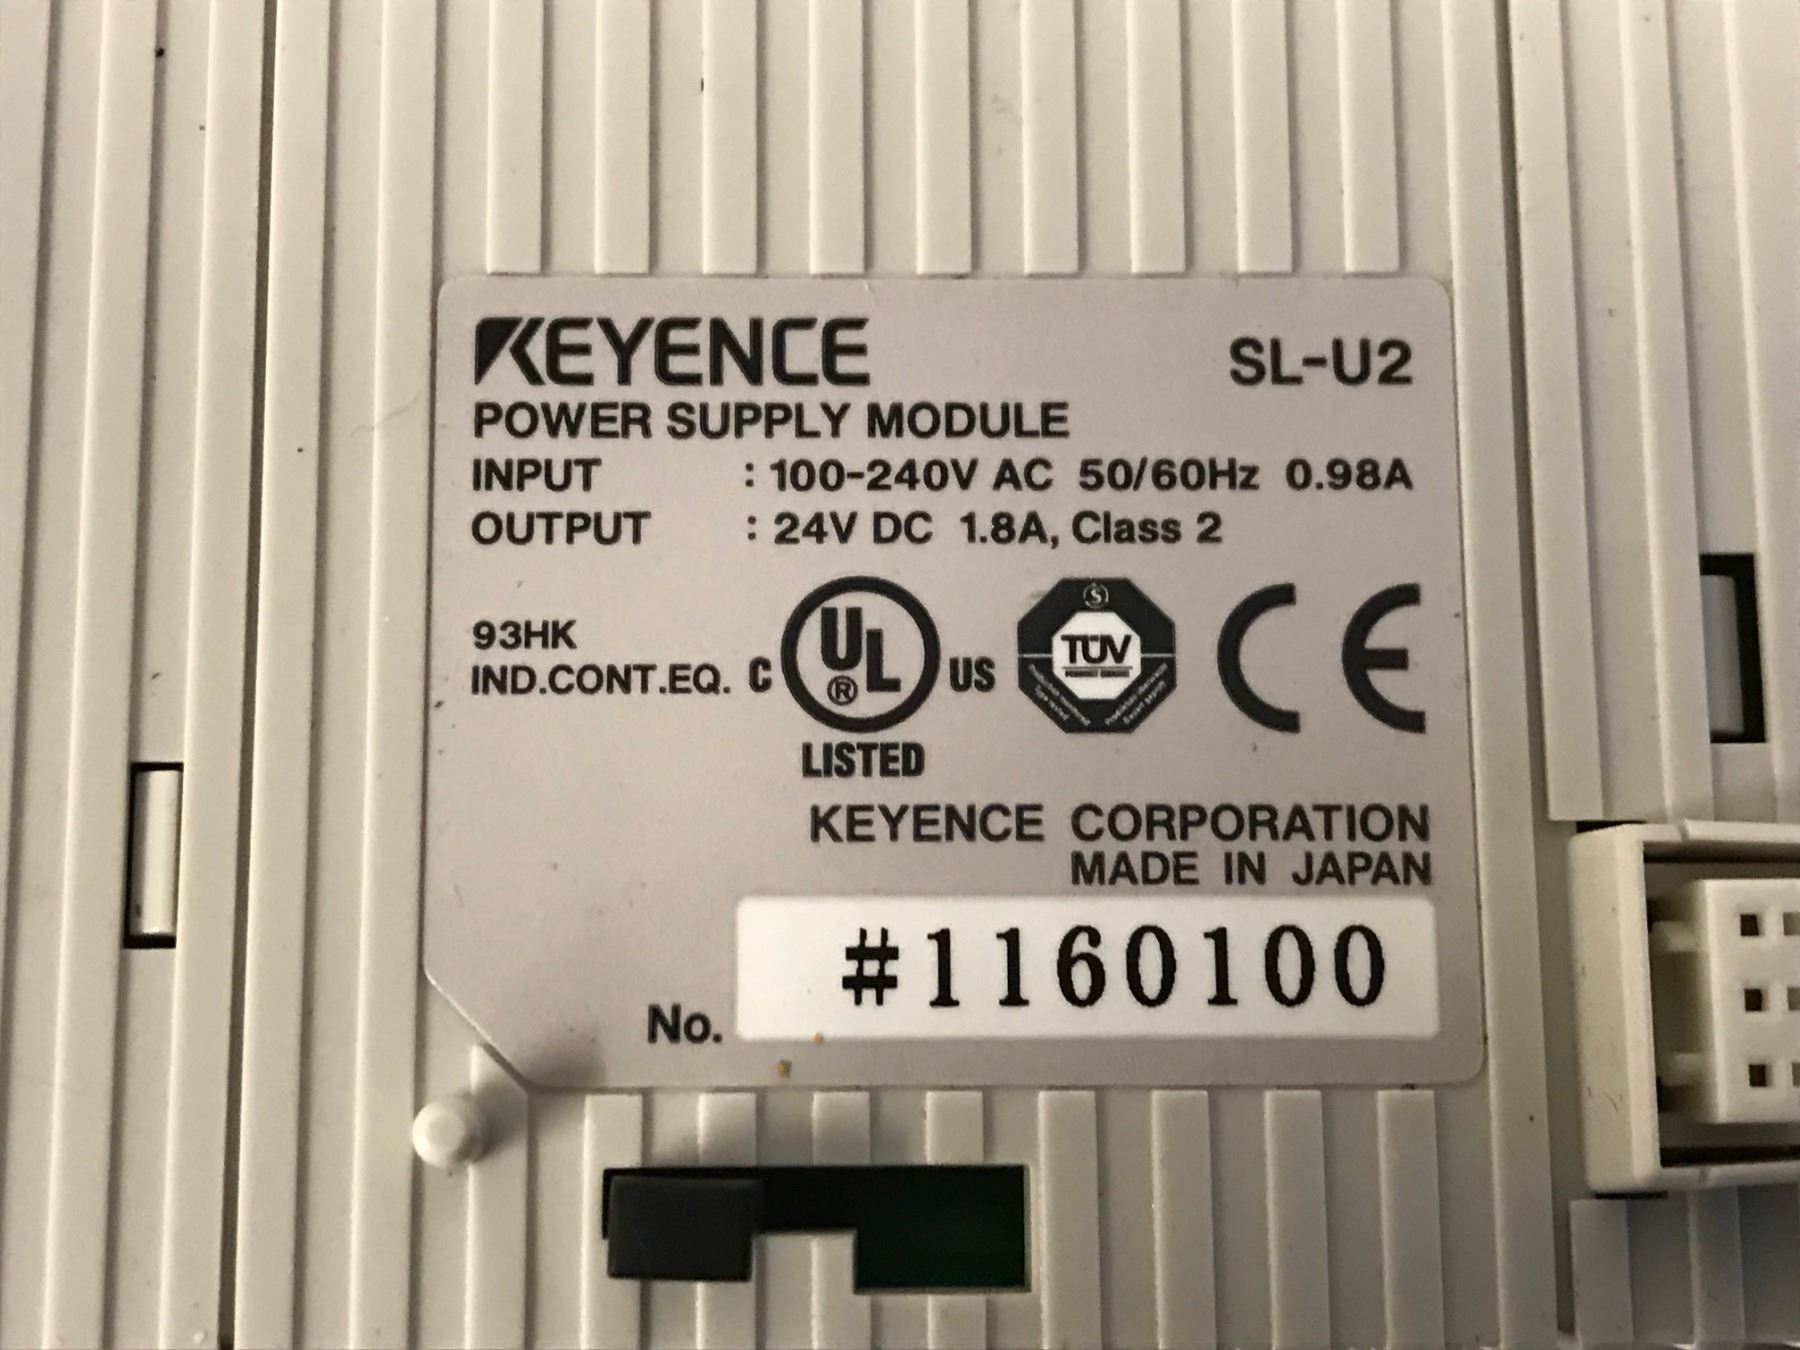 KEYENCE SL-U2
POWER SUPPLY MODULE
INPUT : 100-240V AC 50/60Hz 0.98A
OUTPUT : 24V DC 1.8A, Class 2
93HK
IND.CONT.EQ. C UL ® US
LISTED
S
TÜV
CE
KEYENCE CORPORATION
MADE IN JAPAN
No. #1160100